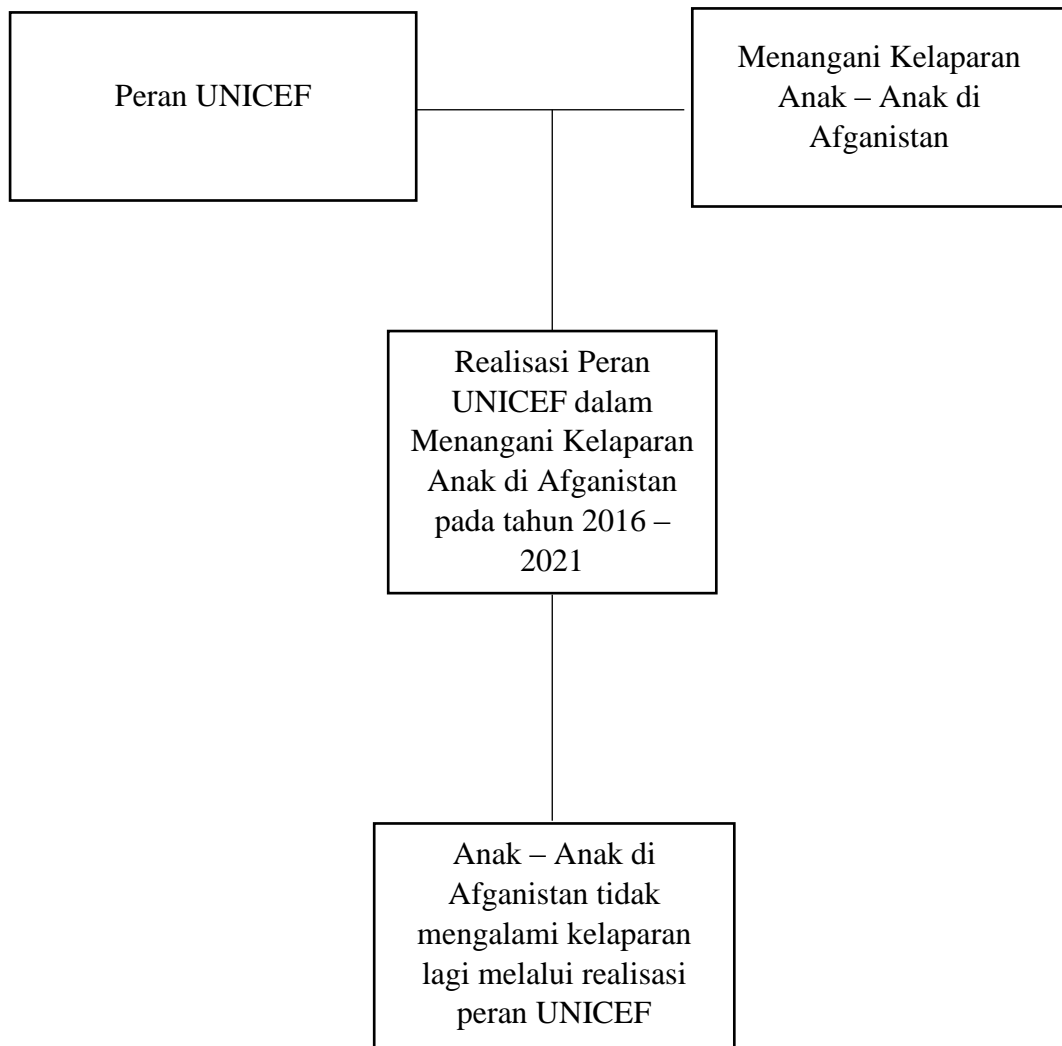 Peran UNICEF
Menangani Kelaparan
Anak – Anak di
Afganistan
Realisasi Peran
UNICEF dalam
Menangani Kelaparan
Anak di Afganistan
pada tahun 2016 –
2021
Anak – Anak di
Afganistan tidak
mengalami kelaparan
lagi melalui realisasi
peran UNICEF